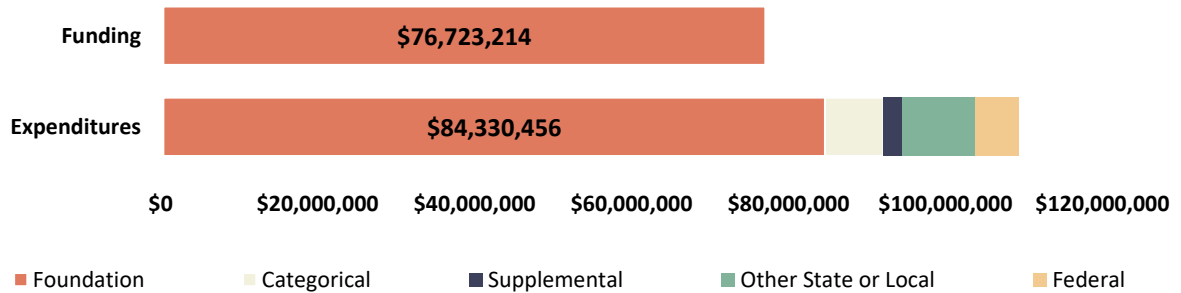 Funding $76,723,214
Expenditures $84,330,456
$0 $20,000,000 $40,000,000 $60,000,000 $80,000,000 $100,000,000 $120,000,000
Foundation Categorical Supplemental Other State or Local Federal